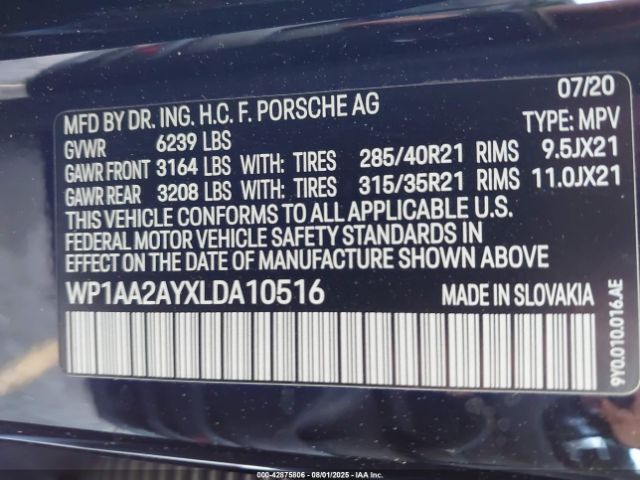 07/20
MFD BY DR. ING. H.C. F. PORSCHE AG
TYPE: MPV
GVWR 6239 LBS
GAWR FRONT 3164 LBS WITH: TIRES 285/40R21 RIMS 9.5JX21
GAWR REAR 3208 LBS WITH: TIRES 315/35R21 RIMS 11.0JX21
THIS VEHICLE CONFORMS TO ALL APPLICABLE U.S.
FEDERAL MOTOR VEHICLE SAFETY STANDARDS IN
EFFECT ON THE DATE OF MANUFACTURE SHOWN ABOVE
WP1AA2AYXLDA10516 MADE IN SLOVAKIA
9Y0.010.016.AE
000-42875806 - 08/01/2025 - IAA Inc.